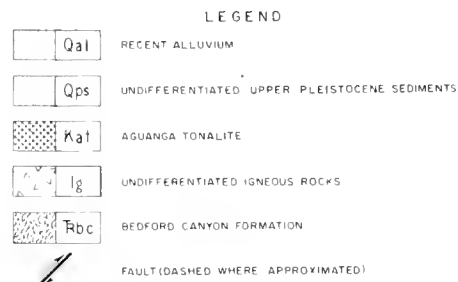 LEGEND
Qal RECENT ALLUVIUM
Qps UNDIFFERENTIATED UPPER PLEISTOCENE SEDIMENTS
Kat AGUANGA TONALITE
Ig UNDIFFERENTIATED IGNEOUS ROCKS
Ꞇbc BEDFORD CANYON FORMATION
FAULT (DASHED WHERE APPROXIMATED)